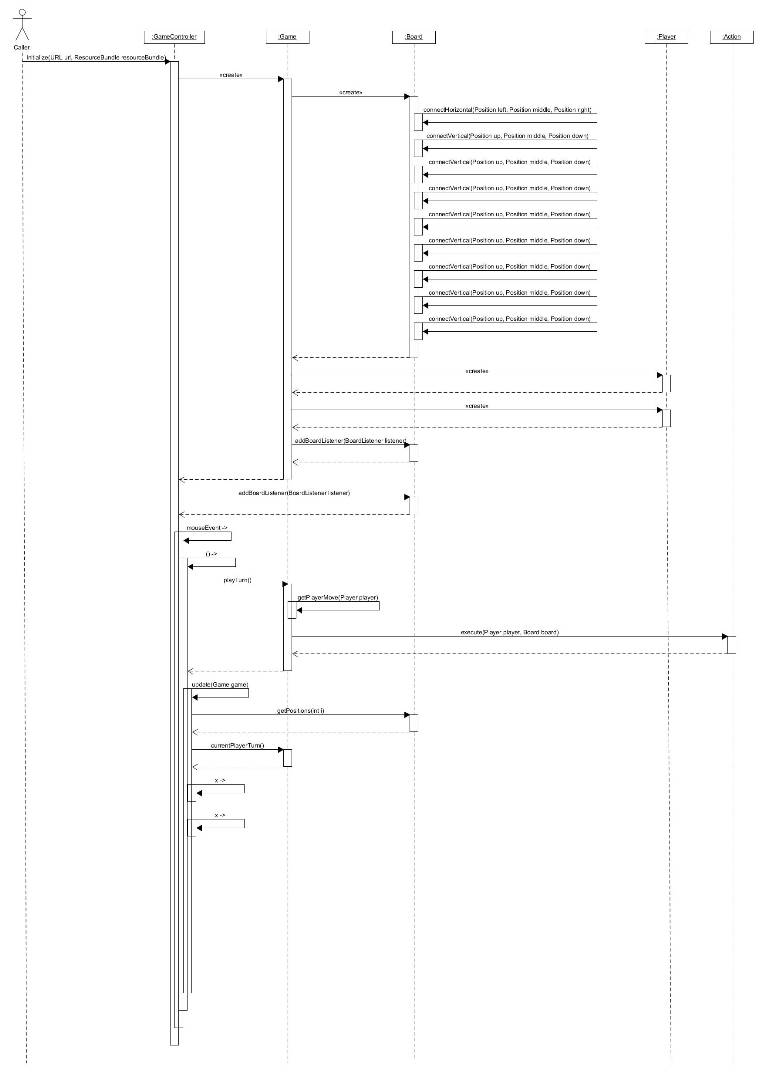 :GameController
:Game
:Board
:Player
:Action
Caller
initialize(URL url, ResourceBundle resourceBundle)
«create»
«create»
connectHorizontal(Position left, Position middle, Position right)
connectVertical(Position up, Position middle, Position down)
connectVertical(Position up, Position middle, Position down)
connectVertical(Position up, Position middle, Position down)
connectVertical(Position up, Position middle, Position down)
connectVertical(Position up, Position middle, Position down)
connectVertical(Position up, Position middle, Position down)
connectVertical(Position up, Position middle, Position down)
connectVertical(Position up, Position middle, Position down)
«create»
«create»
addBoardListener(BoardListener listener)
addBoardListener(BoardListener listener)
mouseEvent ->
() ->
playTurn()
getPlayerMove(Player player)
execute(Player player, Board board)
update(Game game)
getPositions(int i)
currentPlayerTurn()
x ->
x ->